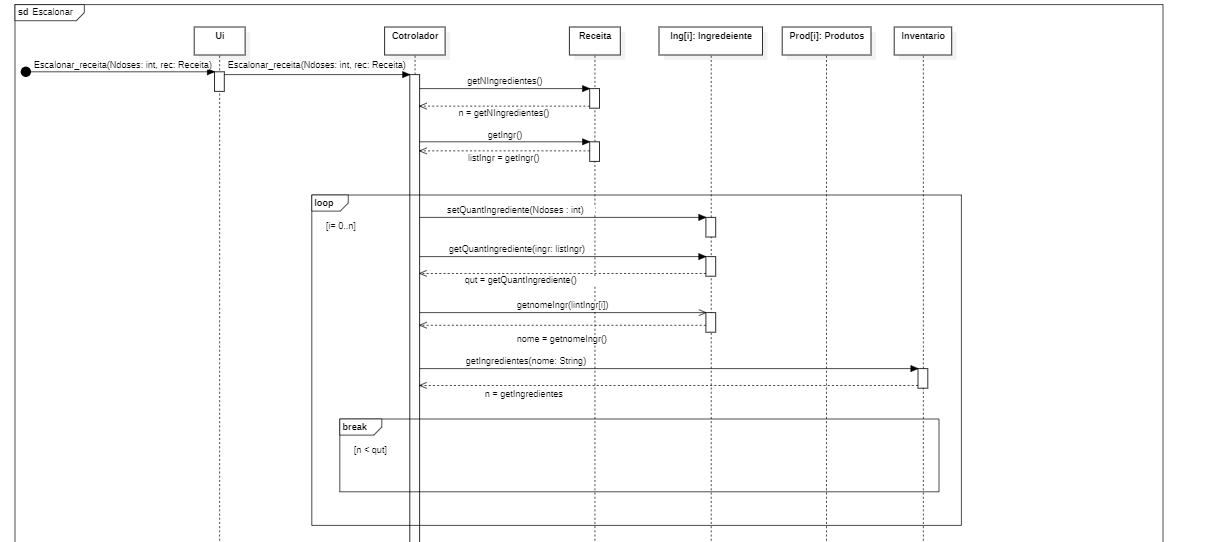 sd Escalonar
Ui
Cotrolador
Receita
Ing[i]: Ingredeiente
Prod[i]: Produtos
Inventario
Escalonar_receita(Ndoses: int, rec: Receita)
Escalonar_receita(Ndoses: int, rec: Receita)
getNIngredientes()
n = getNIngredientes()
getIngr()
listIngr = getIngr()
loop
[i= 0..n]
setQuantIngrediente(Ndoses : int)
getQuantIngrediente(ingr: listIngr)
qut = getQuantIngrediente()
getnomeIngr(lintIngr[i])
nome = getnomeIngr()
getIngredientes(nome: String)
n = getIngredientes
break
[n < qut]